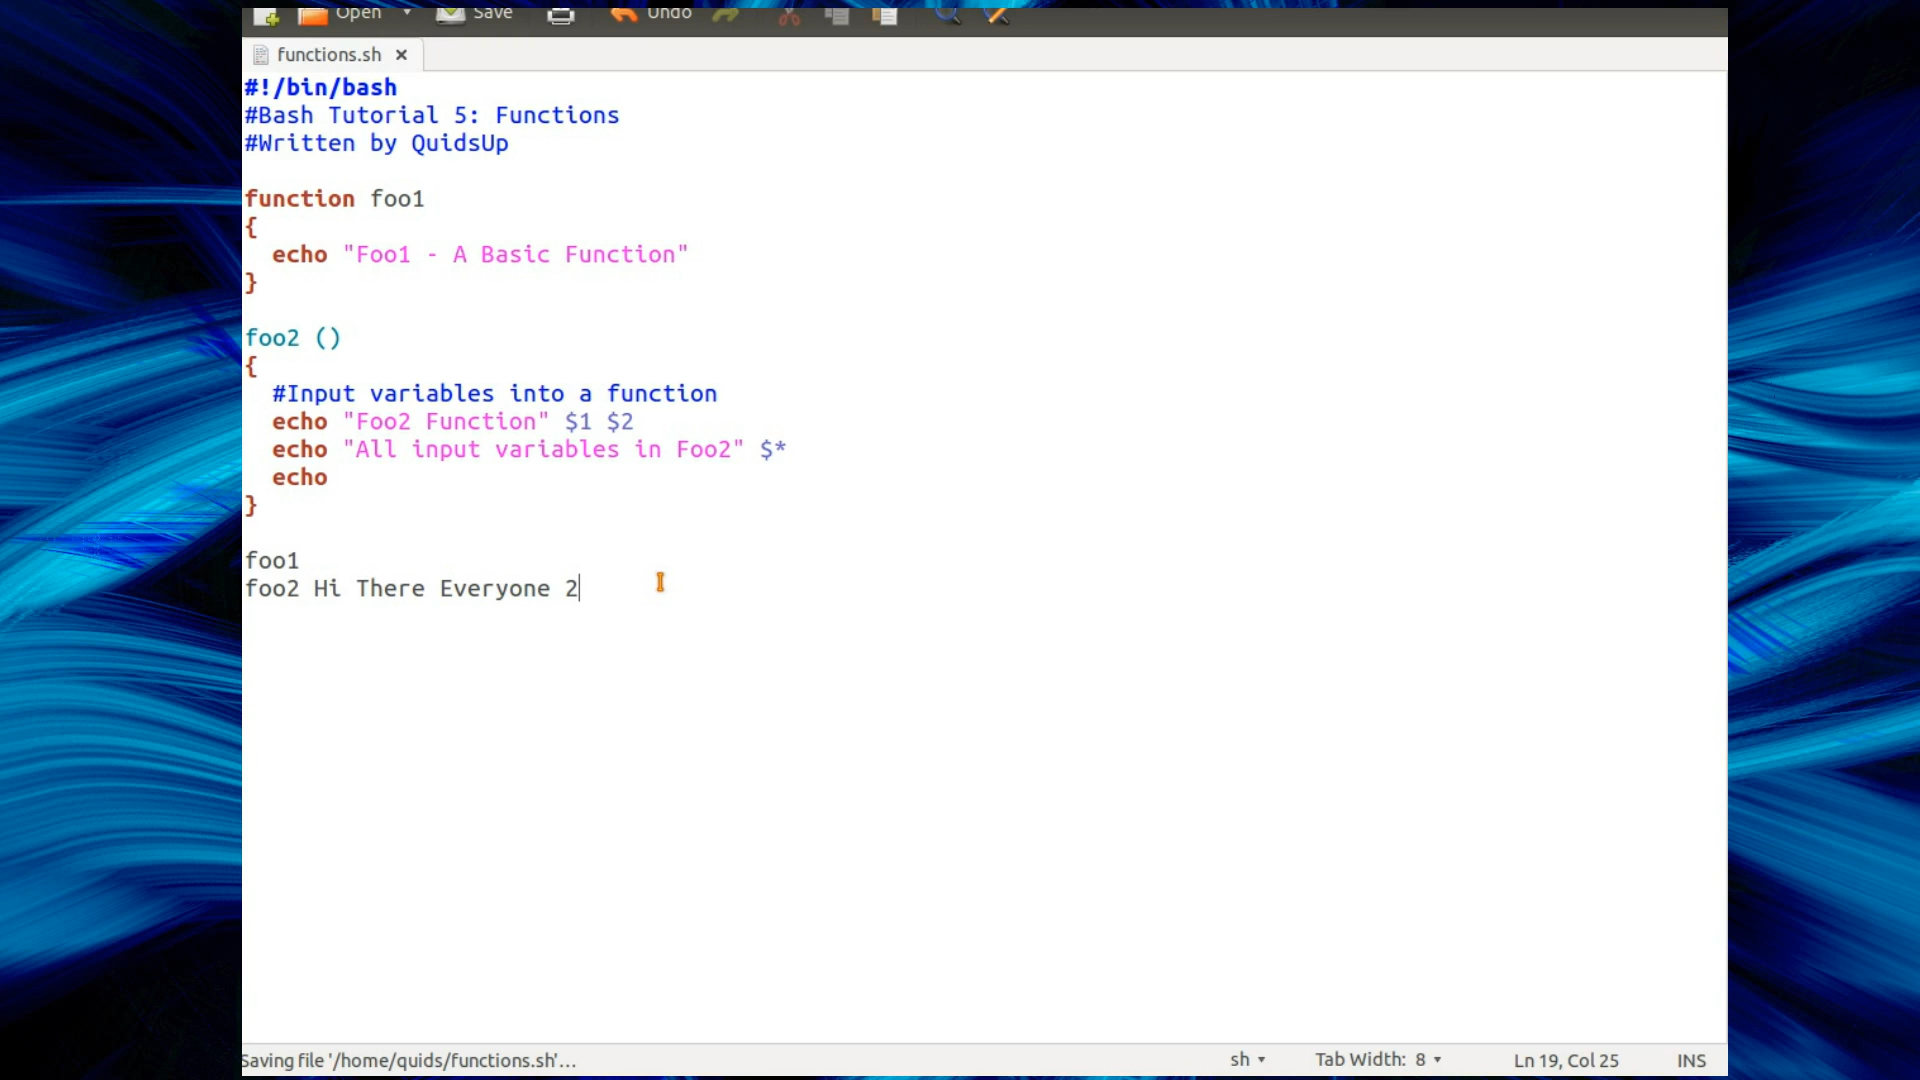 Open Save Undo
functions.sh
#!/bin/bash
#Bash Tutorial 5: Functions
#Written by QuidsUp
function foo1
{
  echo "Foo1 - A Basic Function"
}
foo2 ()
{
  #Input variables into a function
  echo "Foo2 Function" $1 $2
  echo "All input variables in Foo2" $*
  echo
}
foo1
foo2 Hi There Everyone 2
Saving file '/home/quids/functions.sh'... sh Tab Width: 8 Ln 19, Col 25 INS